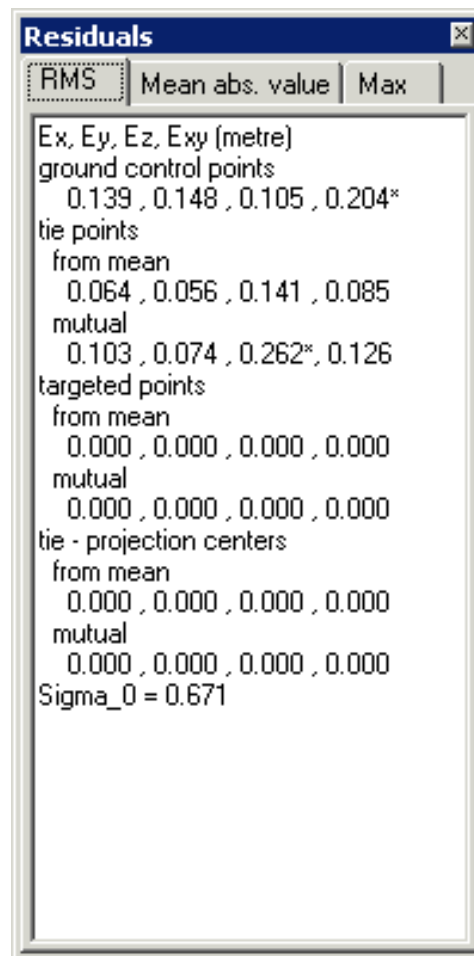 Residuals
RMS Mean abs. value Max
Ex, Ey, Ez, Exy (metre)
ground control points
0.139 , 0.148 , 0.105 , 0.204*
tie points
from mean
0.064 , 0.056 , 0.141 , 0.085
mutual
0.103 , 0.074 , 0.262*, 0.126
targeted points
from mean
0.000 , 0.000 , 0.000 , 0.000
mutual
0.000 , 0.000 , 0.000 , 0.000
tie - projection centers
from mean
0.000 , 0.000 , 0.000 , 0.000
mutual
0.000 , 0.000 , 0.000 , 0.000
Sigma_0 = 0.671